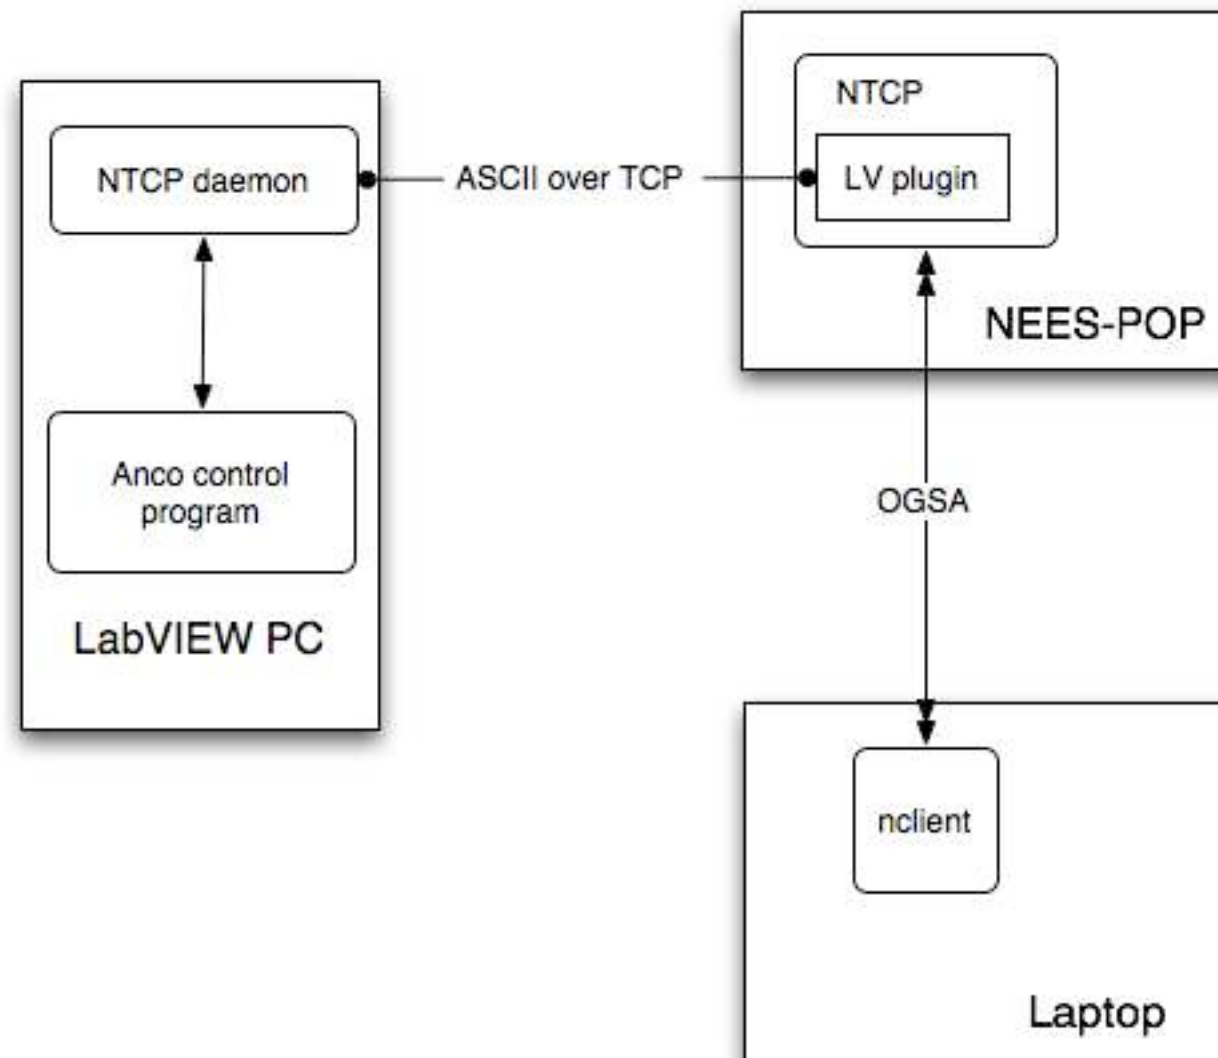 NTCP
NTCP daemon
ASCII over TCP
LV plugin
NEES-POP
Anco control
program
OGSA
LabVIEW PC
nclient
Laptop